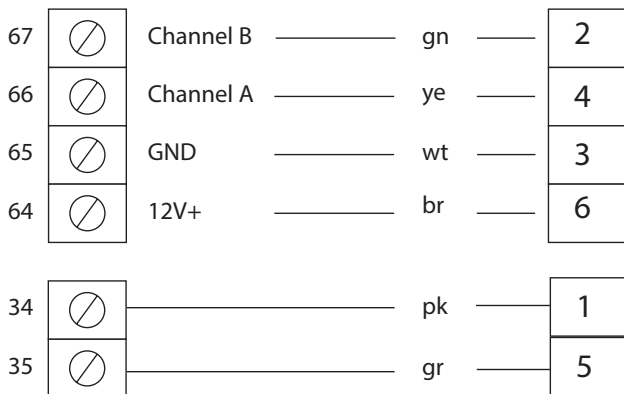 67 Channel B gn 2
66 Channel A ye 4
65 GND wt 3
64 12V+ br 6
34 pk 1
35 gr 5